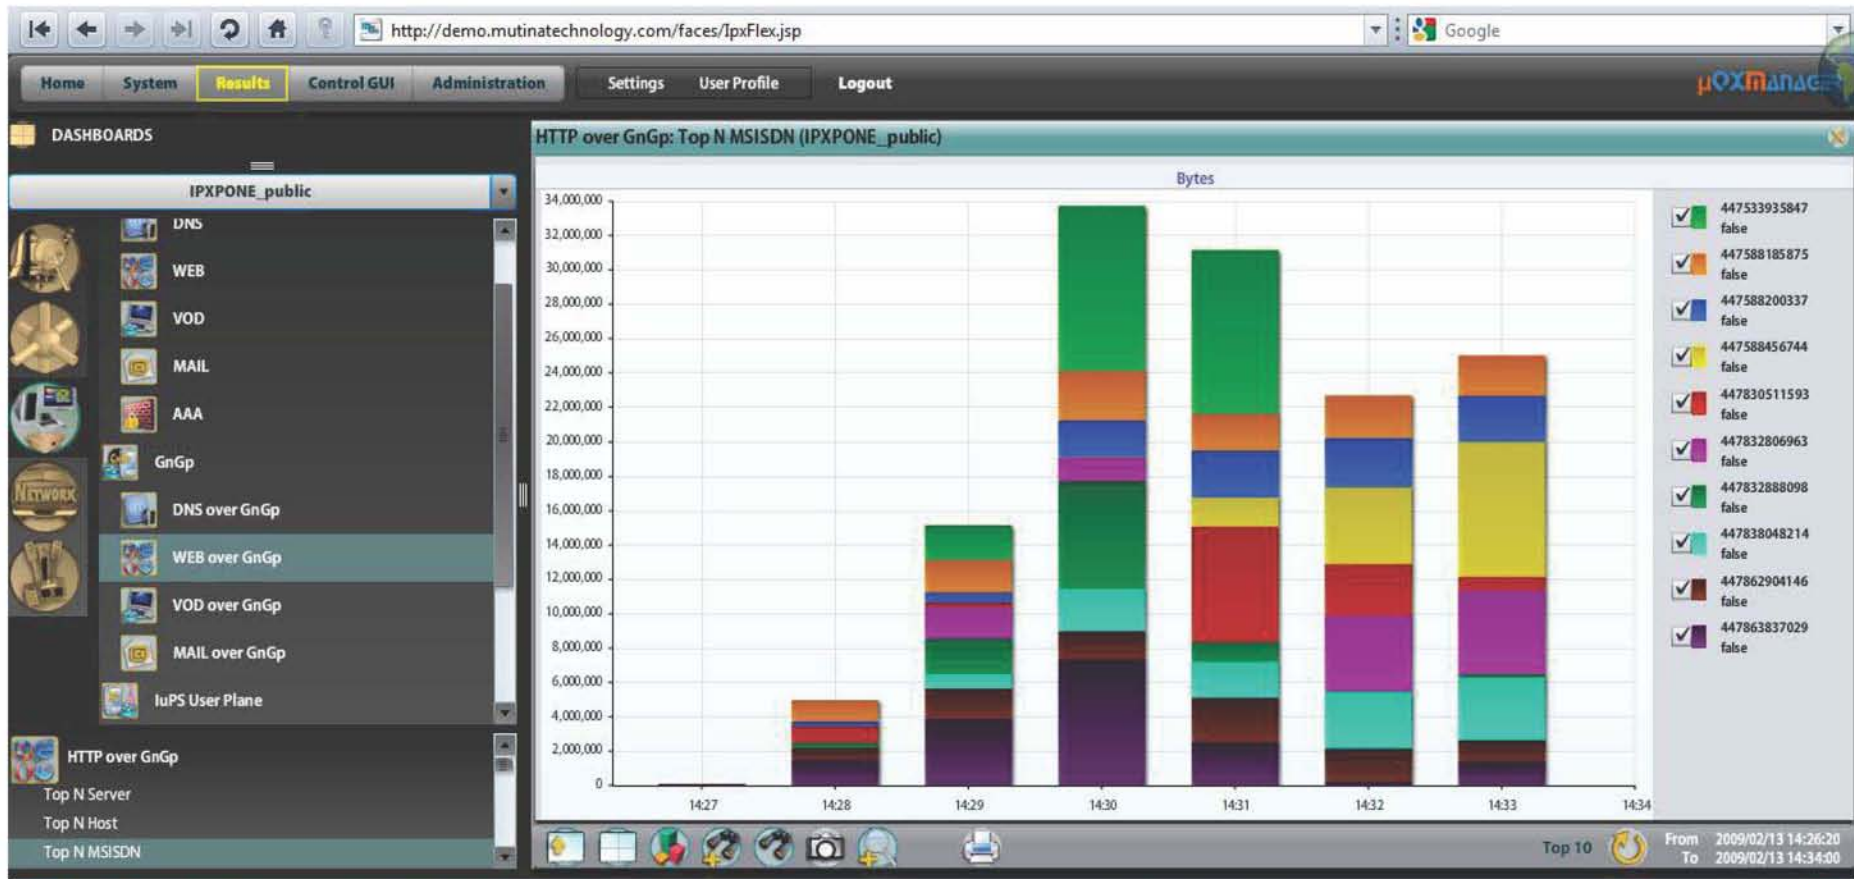 http://demo.mutinatechnology.com/faces/IpxFlex.jsp
Google
Home
System
Results
Control GUI
Administration
Settings
User Profile
Logout
μOXMANAGE
DASHBOARDS
IPXPONE_public
DNS
WEB
VOD
MAIL
AAA
GnGp
DNS over GnGp
WEB over GnGp
VOD over GnGp
MAIL over GnGp
IuPS User Plane
NETWORK
HTTP over GnGp
Top N Server
Top N Host
Top N MSISDN
HTTP over GnGp: Top N MSISDN (IPXPONE_public)
Bytes
34,000,000
32,000,000
30,000,000
28,000,000
26,000,000
24,000,000
22,000,000
20,000,000
18,000,000
16,000,000
14,000,000
12,000,000
10,000,000
8,000,000
6,000,000
4,000,000
2,000,000
0
14:27
14:28
14:29
14:30
14:31
14:32
14:33
14:34
447533935847
false
447588185875
false
447588200337
false
447588456744
false
447830511593
false
447832806963
false
447832888098
false
447838048214
false
447862904146
false
447863837029
false
Top 10
From 2009/02/13 14:26:20
To 2009/02/13 14:34:00